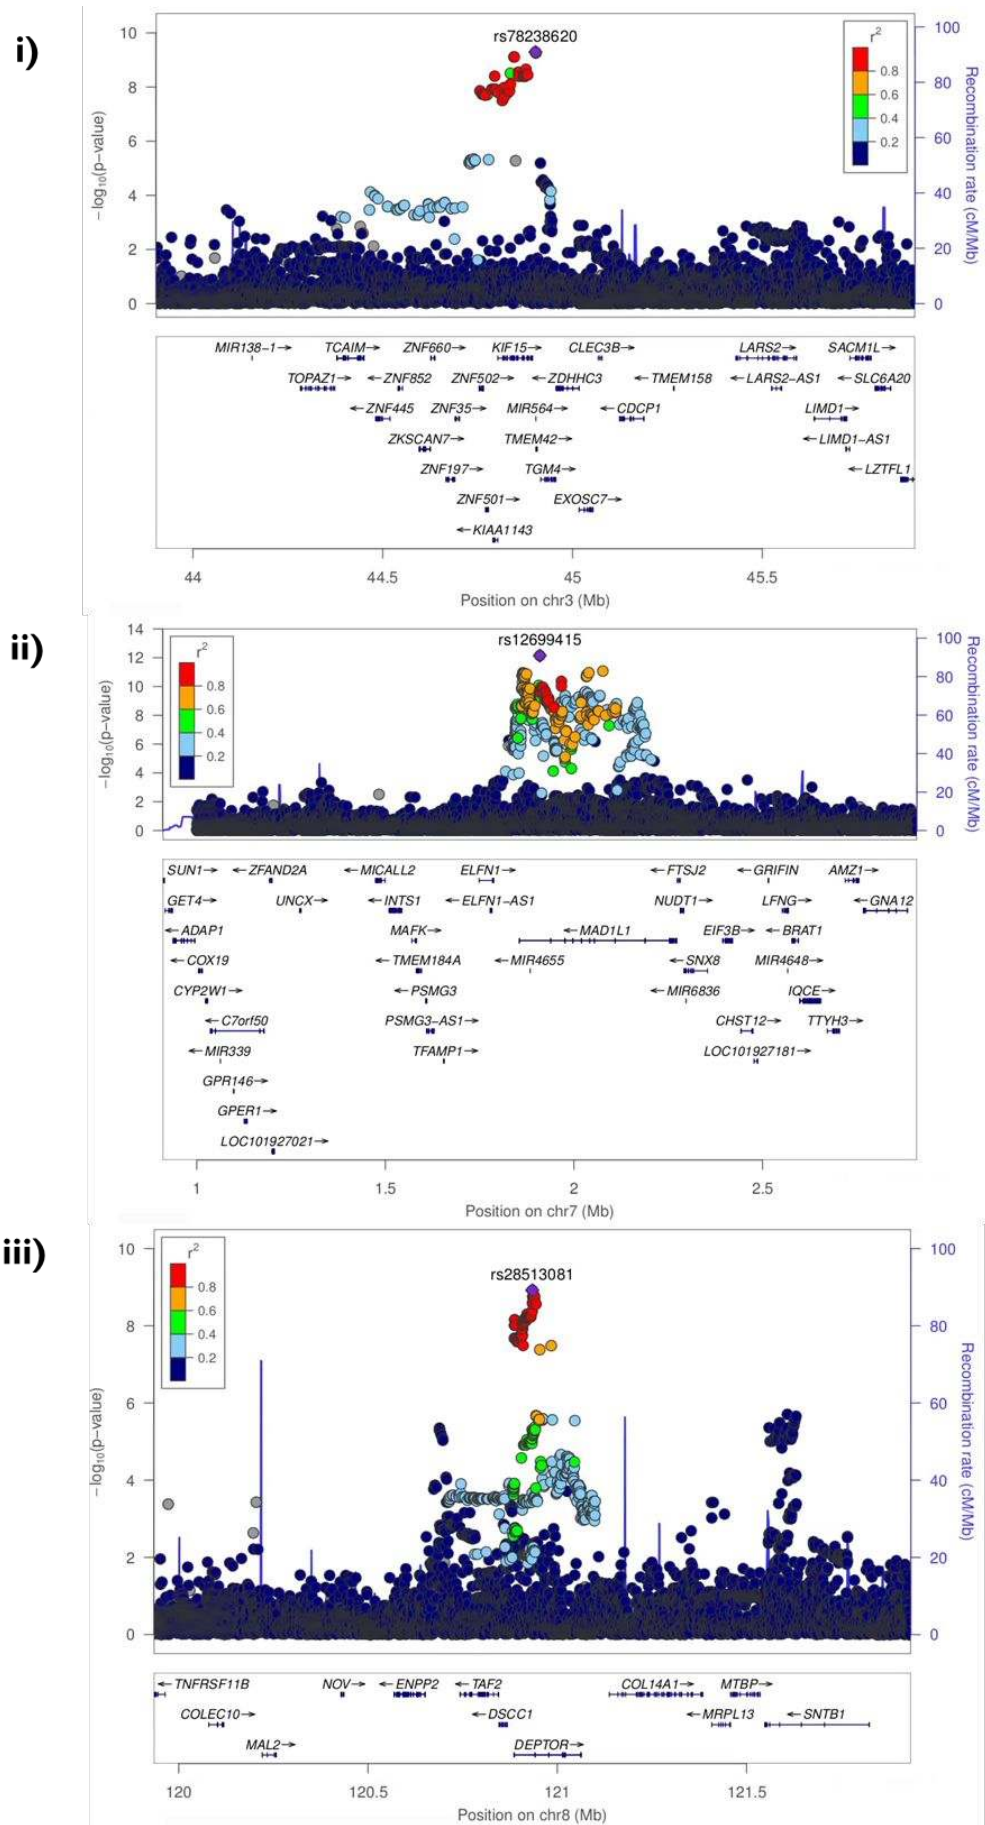 i)
rs78238620
r2
0.8
0.6
0.4
0.2
10
8
6
4
2
0
−log10(p−value)
100
80
60
40
20
0
Recombination rate (cM/Mb)
MIR138−1→ TCAIM→ ZNF660→ KIF15→ CLEC3B→ LARS2→ SACM1L→
TOPAZ1→ ←ZNF852 ZNF502→ ←ZDHHC3 ←TMEM158 ←LARS2−AS1 ←SLC6A20
←ZNF445 ZNF35→ MIR564→ ←CDCP1 LIMD1→
ZKSCAN7→ TMEM42→ ←LIMD1−AS1
ZNF197→ TGM4→ ←LZTFL1
ZNF501→ EXOSC7→
←KIAA1143
44 44.5 45 45.5
Position on chr3 (Mb)
ii)
rs12699415
r2
0.8
0.6
0.4
0.2
14
12
10
8
6
4
2
0
−log10(p−value)
100
80
60
40
20
0
Recombination rate (cM/Mb)
SUN1→ ←ZFAND2A ←MICALL2 ELFN1→ ←FTSJ2 ←GRIFIN AMZ1→
GET4→ UNCX→ ←INTS1 ←ELFN1−AS1 NUDT1→ LFNG→ ←GNA12
←ADAP1 MAFK→ ←MAD1L1 EIF3B→ ←BRAT1
←COX19 ←TMEM184A ←MIR4655 ←SNX8 MIR4648→
CYP2W1→ ←PSMG3 ←MIR6836 IQCE→
←C7orf50 PSMG3−AS1→ CHST12→ TTYH3→
←MIR339 TFAMP1→ LOC101927181→
GPR146→
GPER1→
LOC101927021→
1 1.5 2 2.5
Position on chr7 (Mb)
iii)
rs28513081
r2
0.8
0.6
0.4
0.2
10
8
6
4
2
0
−log10(p−value)
100
80
60
40
20
0
Recombination rate (cM/Mb)
←TNFRSF11B NOV→ ←ENPP2 ←TAF2 COL14A1→ MTBP→
COLEC10→ ←DSCC1 ←MRPL13 ←SNTB1
MAL2→ DEPTOR→
120 120.5 121 121.5
Position on chr8 (Mb)